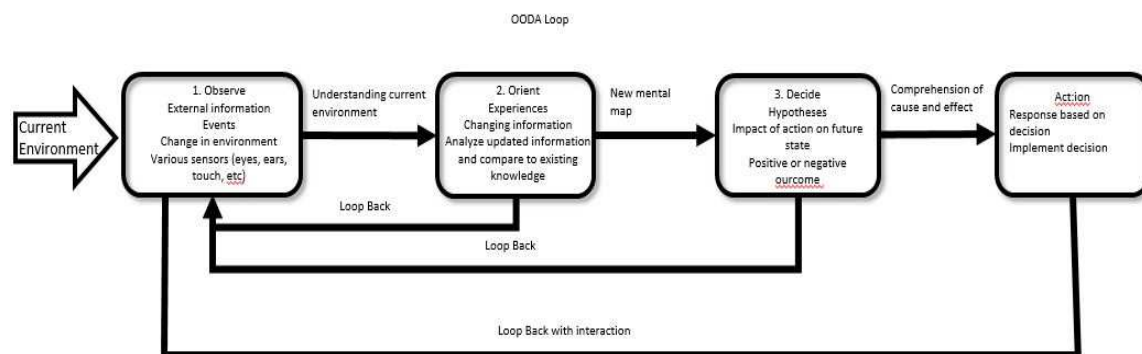 OODA Loop
Current
Environment
1. Observe
External information
Events
Change in environment
Various sensors (eyes, ears,
touch, etc)
Understanding current
environment
2. Orient
Experiences
Changing information
Analyze updated information
and compare to existing
knowledge
New mental
map
3. Decide
Hypotheses
Impact of action on future
state
Positive or negative
ourcome
Comprehension of
cause and effect
Act:ion
Response based on
decision
Implement decision
Loop Back
Loop Back
Loop Back with interaction